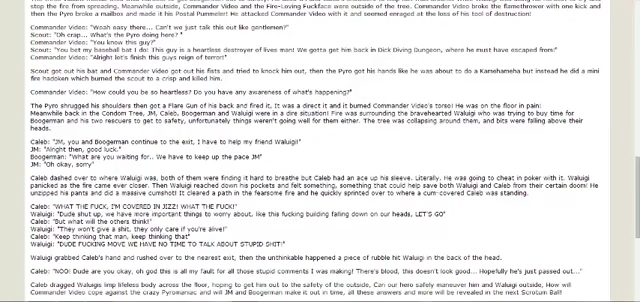 stop the fire from spreading, Meanwhile outside, Commander Video and the Fire-Loving Fuckface were outside of the tree. Commander Video broke the flamethrower with one kick and
then the Pyro broke a mailbox and made it his Postal Pummeler! He attacked Commander Video with it and seemed enraged at the loss of his tool of destruction!
Commander Video: "Woah easy there... Can't we just talk this out like gentlemen?"
Scout: "Oh crap... What's the Pyro doing here? "
Commander Video: "You know this guy?"
Scout: "You bet my baseball bat I do! This guy is a heartless destroyer of lives man! We gotta get him back in Dick Diving Dungeon, where he must have escaped from!"
Commander Video: "Alright let's finish this guys reign of terror!"
Scout got out his bat and Commander Video got out his fists and tried to knock him out, then the Pyro got his hands like he was about to do a Kamehameha but instead he did a mini
fire hadoken which burned the scout to a crisp and killed him.
Commander Video: "How could you be so heartless? Do you have any awareness of what's happening?"
The Pyro shrugged his shoulders then got a Flare Gun of his back and fired it, It was a direct it and it burned Commander Video's torso! He was on the floor in pain:
Meanwhile back in the Condom Tree, JM, Caleb, Boogerman and Waluigi were in a dire situation! Fire was surrounding the bravehearted Waluigi who was trying to buy time for
Boogerman and his two rescuers to get to safety, unfortunately things weren't going well for them either. The tree was collapsing around them, and bits were falling above their
heads.
Caleb: "JM, you and Boogerman continue to the exit, I have to help my friend Waluigi!"
JM: "Alright then, good luck."
Boogerman: "What are you waiting for.. We have to keep up the pace JM"
JM: "Oh okay, sorry"
Caleb dashed over to where Waluigi was, both of them were finding it hard to breathe but Caleb had an ace up his sleeve. Literally. He was going to cheat in poker with it. Waluigi
panicked as the fire came ever closer. Then Waluigi reached down his pockets and felt something, something that could help save both Waluigi and Caleb from their certain doom! He
unzipped his pants and did a massive cumshot! It cleared a path in the fearsome fire and he quickly sprinted over to where a cum-covered Caleb was standing.
Caleb: "WHAT THE FUCK, I'M COVERED IN JIZZ! WHAT THE FUCK!"
Waluigi: "Dude shut up, we have more important things to worry about, like this fucking building falling down on our heads, LET'S GO"
Caleb: "But what will the others think!"
Waluigi: "They won't give a shit, they only care if you're alive!"
Caleb: "Keep thinking that man, keep thinking that"
Waluigi: "DUDE FUCKING MOVE WE HAVE NO TIME TO TALK ABOUT STUPID SHIT!"
Waluigi grabbed Caleb's hand and rushed over to the nearest exit, then the unthinkable happened a piece of rubble hit Waluigi in the back of the head.
Caleb: "NOO! Dude are you okay, oh god this is all my fault for all those stupid comments I was making! There's blood, this doesn't look good... Hopefully he's just passed out..."
Caleb dragged Waluigis limp lifeless body across the floor, hoping to get him out to the safety of the outside, Can our hero safely maneuver him and Waluigi outside, How will
Commander Video cope against the crazy Pyromaniac and will JM and Boogerman make it out in time, all these answers and more will be revealed in the next Scrotum Ball!